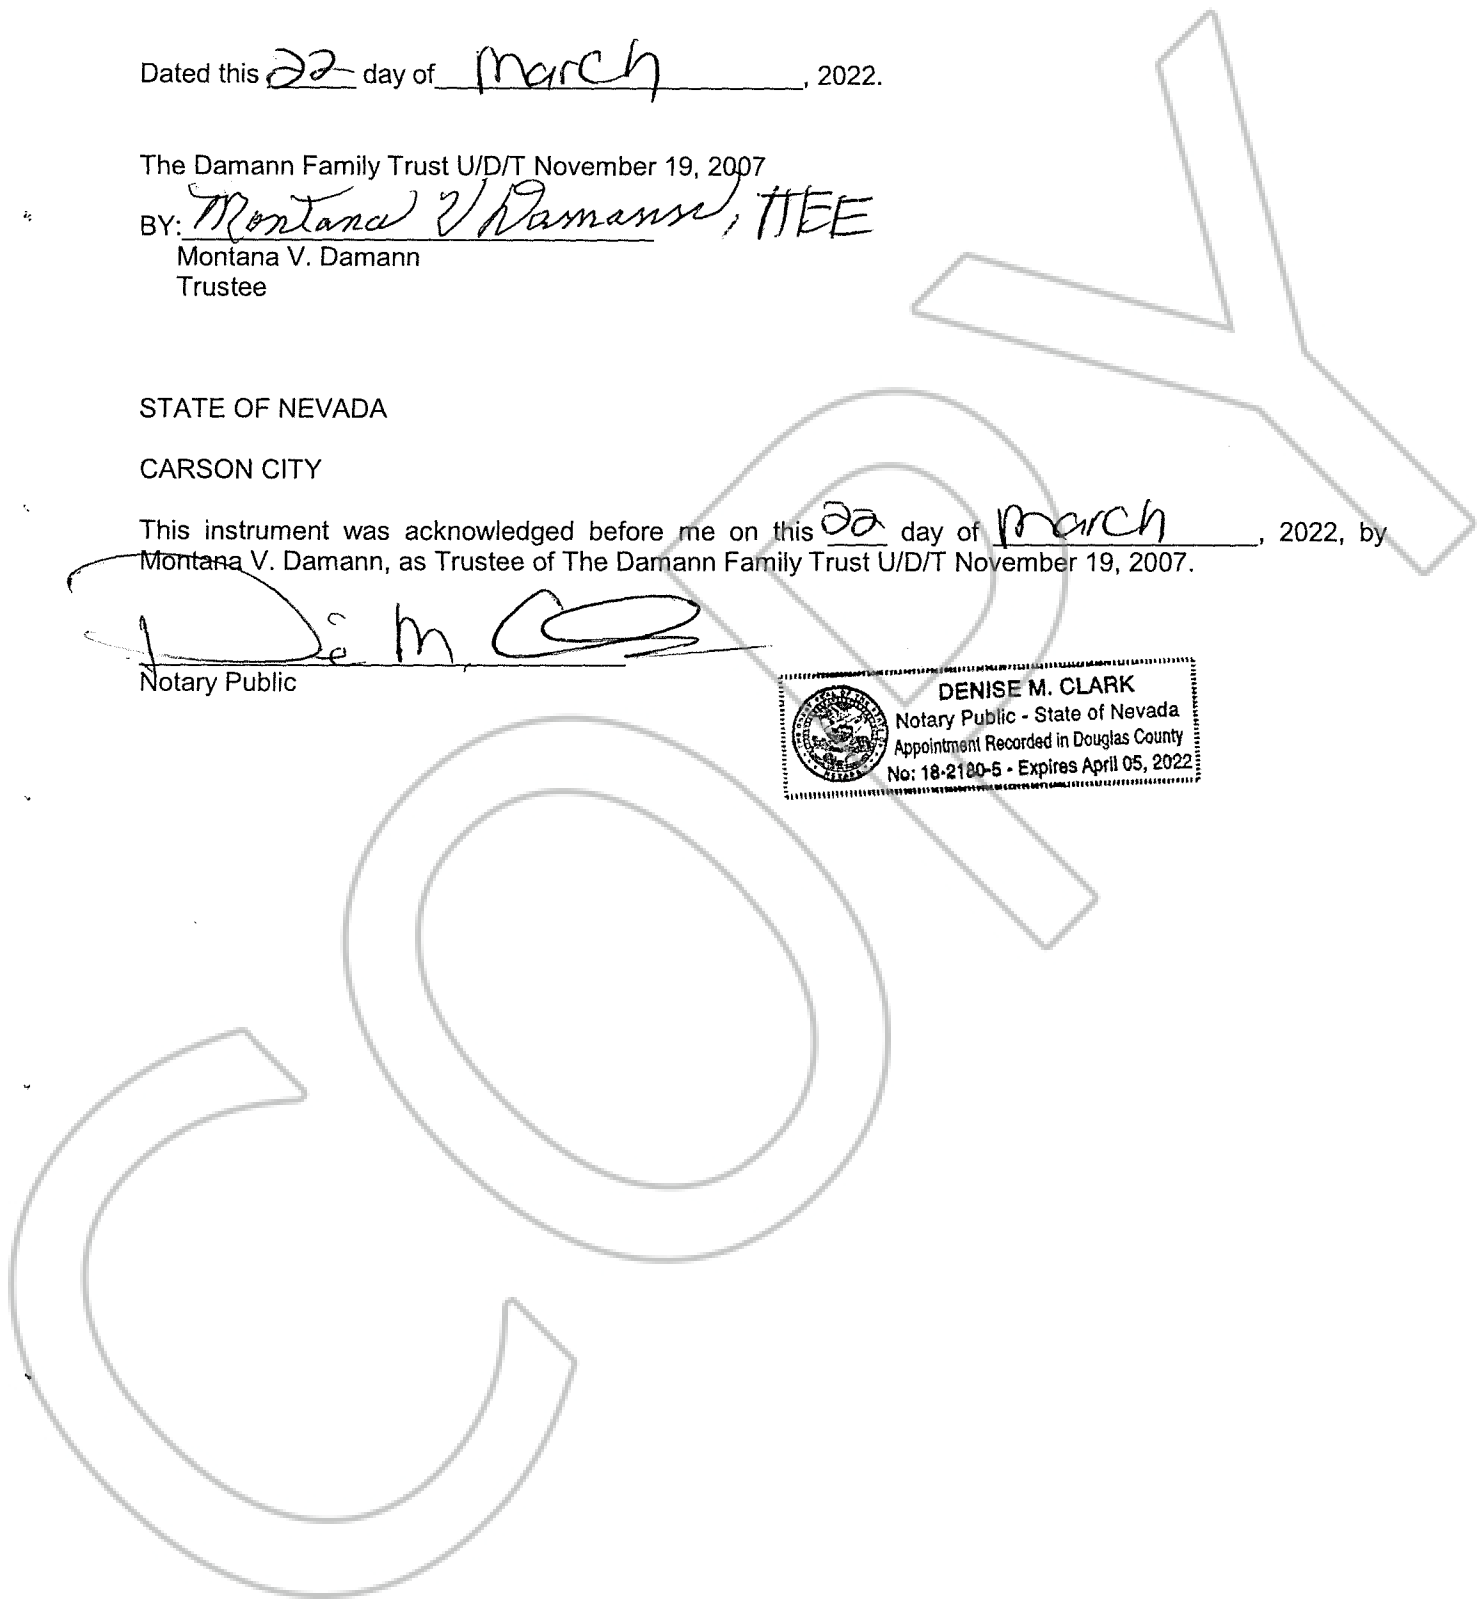 Dated this 22 day of March, 2022.
The Damann Family Trust U/D/T November 19, 2007
BY: Montana V Damann, TTEE
Montana V. Damann
Trustee
STATE OF NEVADA
CARSON CITY
This instrument was acknowledged before me on this 22 day of March, 2022, by
Montana V. Damann, as Trustee of The Damann Family Trust U/D/T November 19, 2007.
Notary Public
DENISE M. CLARK
Notary Public - State of Nevada
Appointment Recorded in Douglas County
No: 18-2180-5 - Expires April 05, 2022
COPY